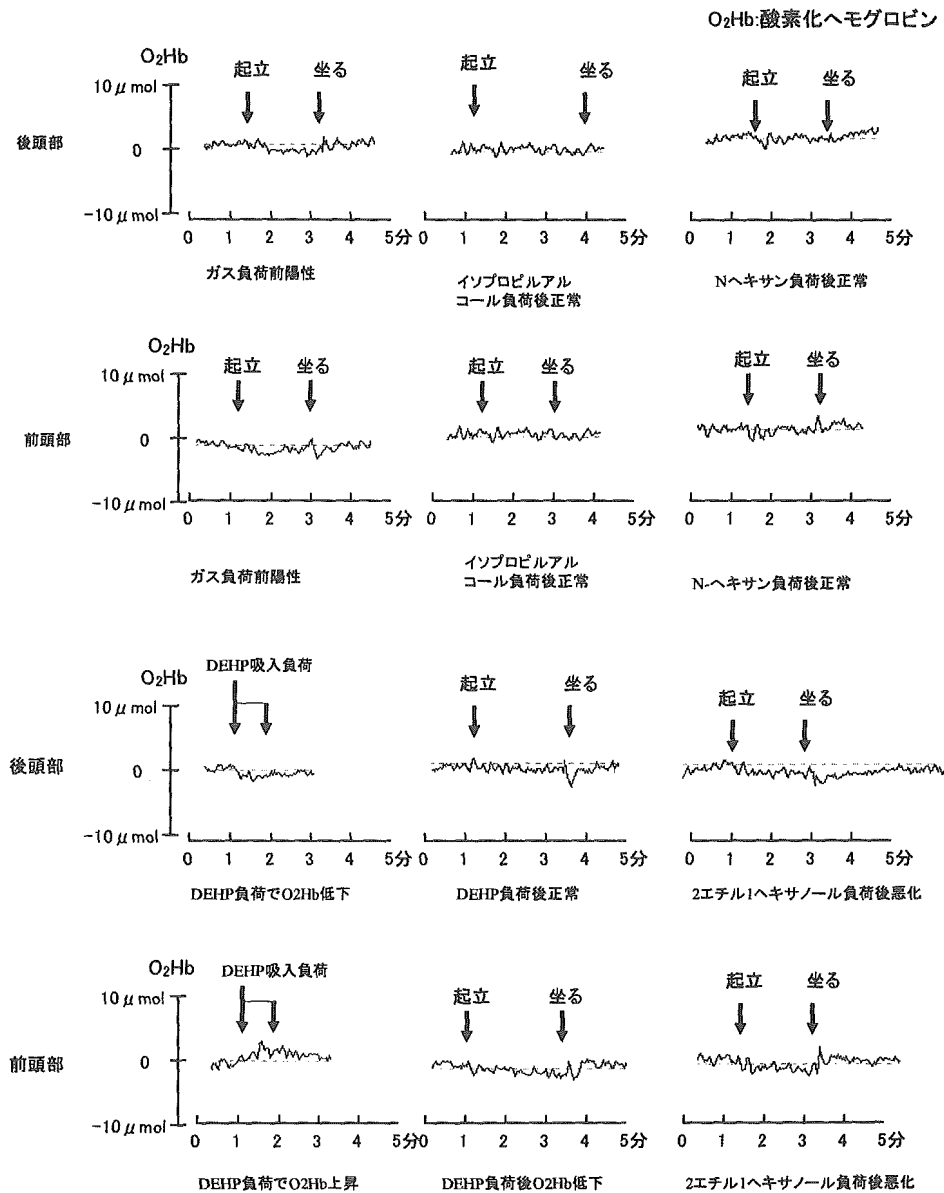 O₂Hb:酸素化ヘモグロビン
O₂Hb
10μmol
起立 坐る
起立 坐る
起立 坐る
後頭部
0
-10μmol
0 1 2 3 4 5分
0 1 2 3 4 5分
0 1 2 3 4 5分
ガス負荷前陽性
イソプロピルアル
コール負荷後正常
Nヘキサン負荷後正常
O₂Hb
10μmol
起立 坐る
起立 坐る
起立 坐る
前頭部
0
-10μmol
0 1 2 3 4 5分
0 1 2 3 4 5分
0 1 2 3 4 5分
ガス負荷前陽性
イソプロピルアル
コール負荷後正常
N-ヘキサン負荷後正常
DEHP吸入負荷
O₂Hb
10μmol
起立 坐る
起立 坐る
後頭部
0
-10μmol
0 1 2 3 4 5分
0 1 2 3 4 5分
0 1 2 3 4 5分
DEHP負荷でO2Hb低下
DEHP負荷後正常
2エチル1ヘキサノール負荷後悪化
O₂Hb
DEHP吸入負荷
10μmol
起立 坐る
起立 坐る
前頭部
0
-10μmol
0 1 2 3 4 5分
0 1 2 3 4 5分
0 1 2 3 4 5分
DEHP負荷でO2Hb上昇
DEHP負荷後O2Hb低下
2エチル1ヘキサノール負荷後悪化